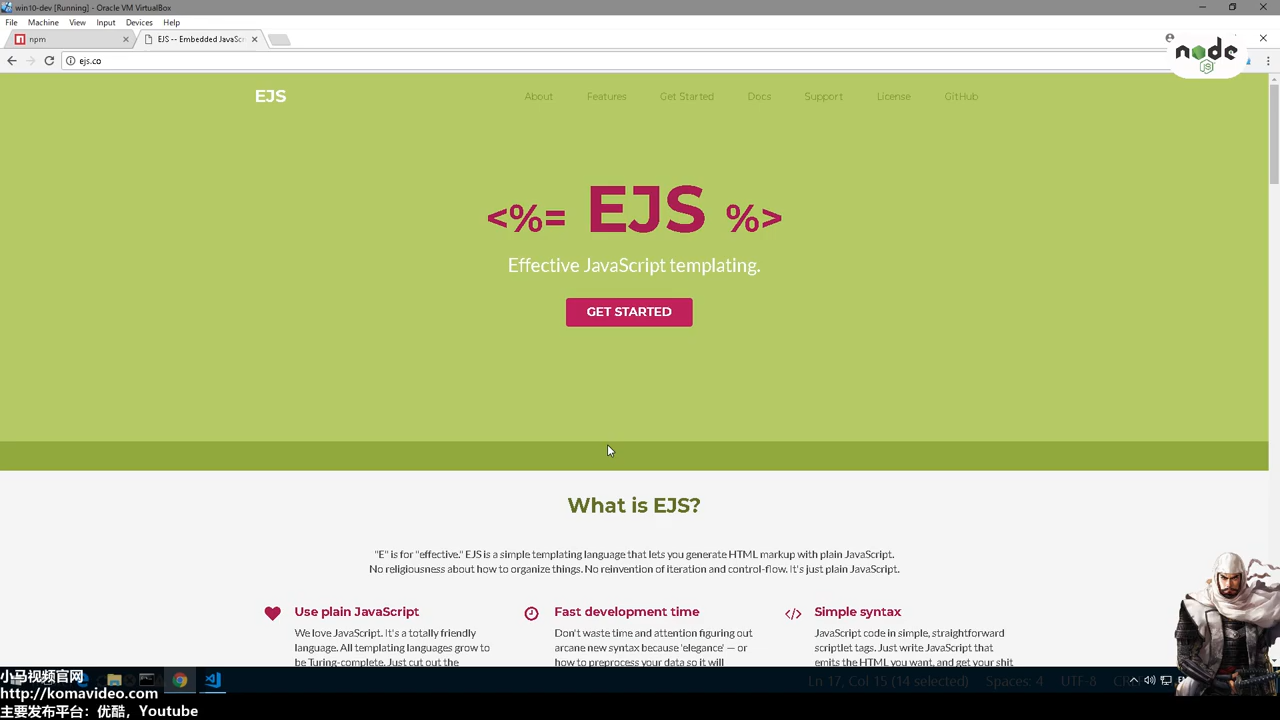 win10-dev [Running] - Oracle VM VirtualBox
File Machine View Input Devices Help
npm
EJS -- Embedded JavaScr
ejs.co
node
JS
EJS
About Features Get Started Docs Support License GitHub
<%= EJS %>
Effective JavaScript templating.
GET STARTED
What is EJS?
"E" is for "effective." EJS is a simple templating language that lets you generate HTML markup with plain JavaScript.
No religiousness about how to organize things. No reinvention of iteration and control-flow. It's just plain JavaScript.
Use plain JavaScript
We love JavaScript. It's a totally friendly
language. All templating languages grow to
be Turing-complete. Just cut out the
Fast development time
Don't waste time and attention figuring out
arcane new syntax because 'elegance' — or
how to preprocess your data so it will
Simple syntax
JavaScript code in simple, straightforward
scriptlet tags. Just write JavaScript that
emits the HTML you want, and get your shit
Ln 17, Col 15 (14 selected) Spaces: 4 UTF-8
小马视频官网
http://komavideo.com
主要发布平台：优酷，Youtube